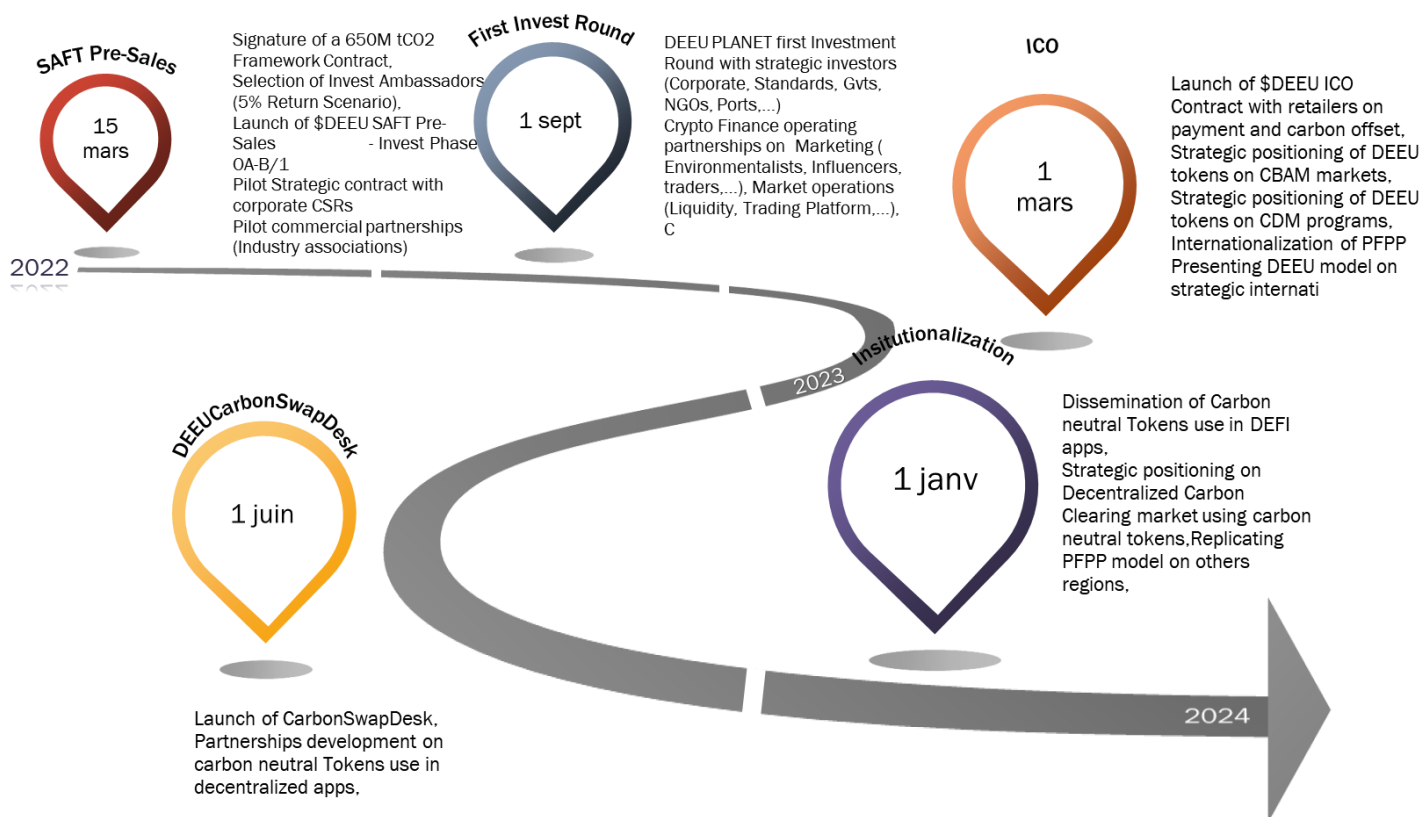 SAFT Pre-Sales
15
mars
Signature of a 650M tCO2
Framework Contract,
Selection of Invest Ambassadors
(5% Return Scenario),
Launch of $DEEU SAFT Pre-
Sales - Invest Phase
OA-B/1
Pilot Strategic contract with
corporate CSRs
Pilot commercial partnerships
(Industry associations)
First Invest Round
1 sept
DEEU PLANET first Investment
Round with strategic investors
(Corporate, Standards, Gvts,
NGOs, Ports,...)
Crypto Finance operating
partnerships on Marketing (
Environmentalists, Influencers,
traders,...), Market operations
(Liquidity, Trading Platform,...),
C
ICO
1
mars
Launch of $DEEU ICO
Contract with retailers on
payment and carbon offset,
Strategic positioning of DEEU
tokens on CBAM markets,
Strategic positioning of DEEU
tokens on CDM programs,
Internationalization of PFPP
Presenting DEEU model on
strategic internati
2022
2023
DEEUCarbonSwapDesk
1 juin
Launch of CarbonSwapDesk,
Partnerships development on
carbon neutral Tokens use in
decentralized apps,
Insitutionalization
1 janv
Dissemination of Carbon
neutral Tokens use in DEFI
apps,
Strategic positioning on
Decentralized Carbon
Clearing market using carbon
neutral tokens,Replicating
PFPP model on others
regions,
2024